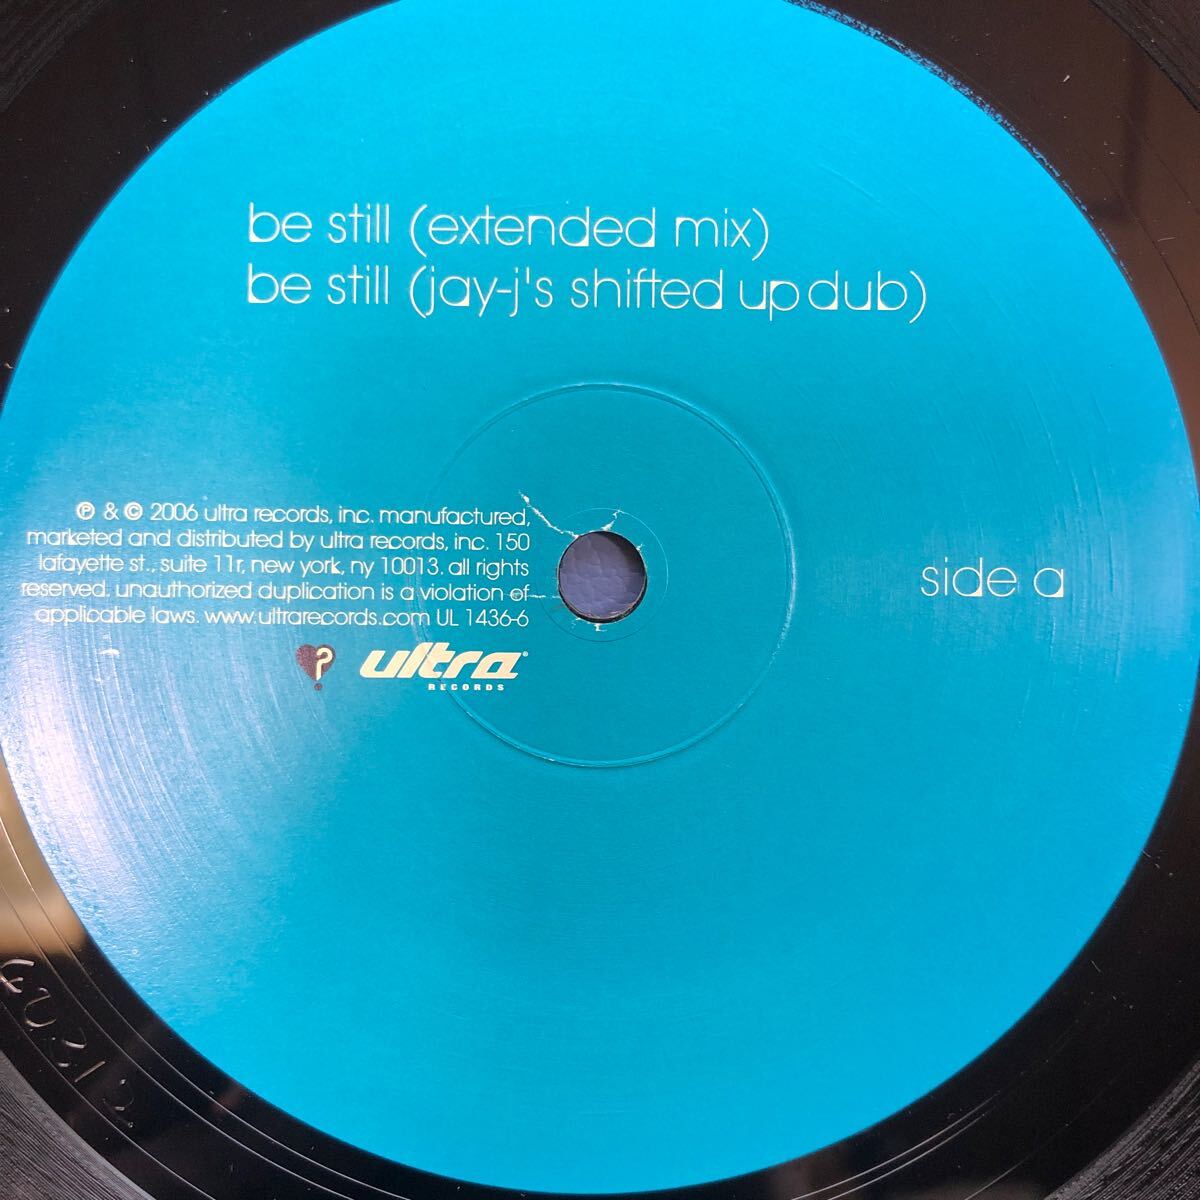 be still (extended mix)
be still (jay-j's shifted up dub)
℗ & © 2006 ultra records, inc. manufactured,
marketed and distributed by ultra records, inc. 150
lafayette st., suite 11r, new york, ny 10013. all rights
reserved. unauthorized duplication is a violation of
applicable laws. www.ultrarecords.com UL 1436-6
side a
?
ultra®
RECORDS